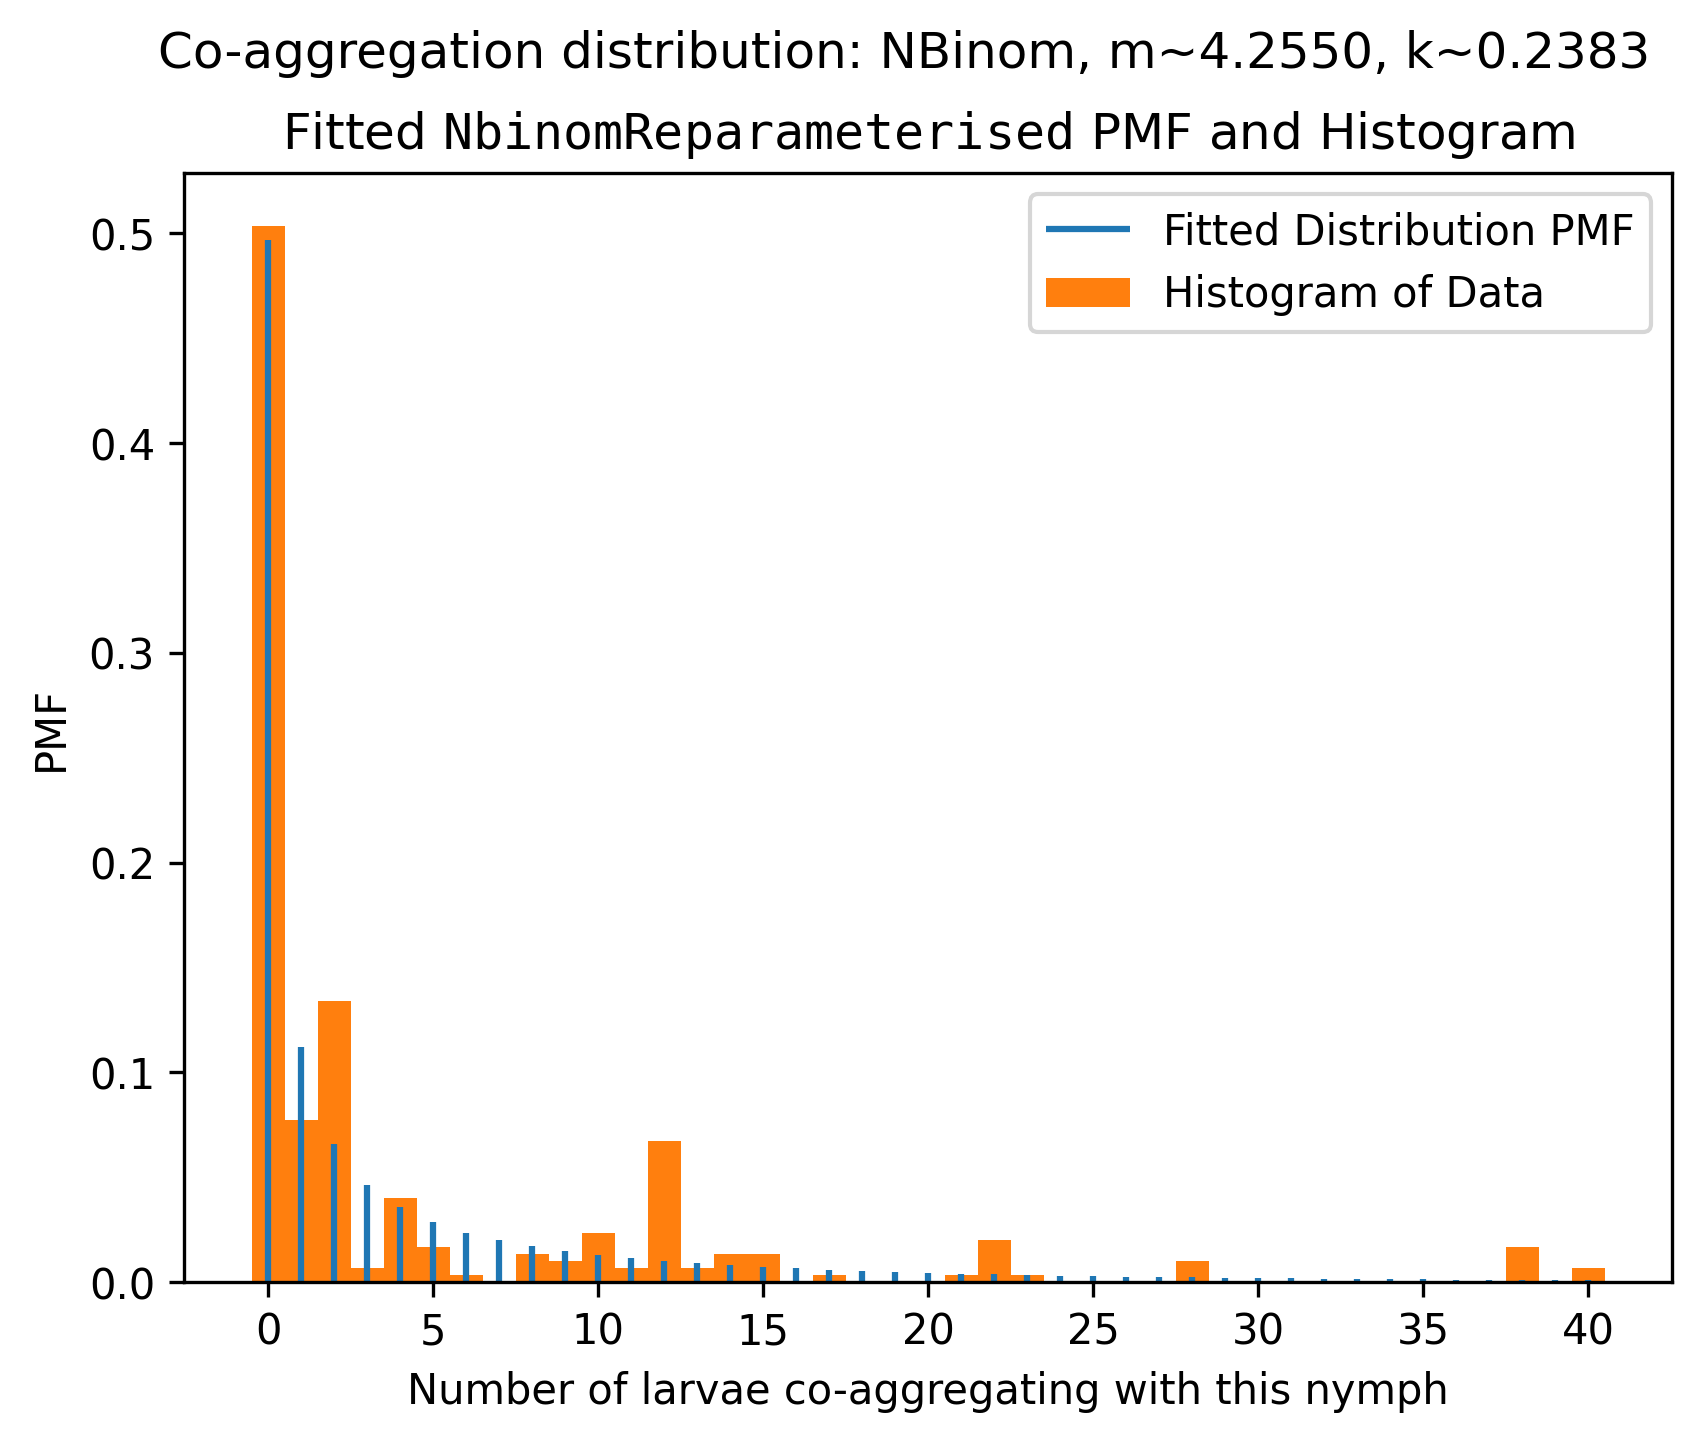 Co-aggregation distribution: NBinom, m~4.2550, k~0.2383
Fitted NbinomReparameterised PMF and Histogram
Fitted Distribution PMF
Histogram of Data
PMF
0.5
0.4
0.3
0.2
0.1
0.0
0 5 10 15 20 25 30 35 40
Number of larvae co-aggregating with this nymph